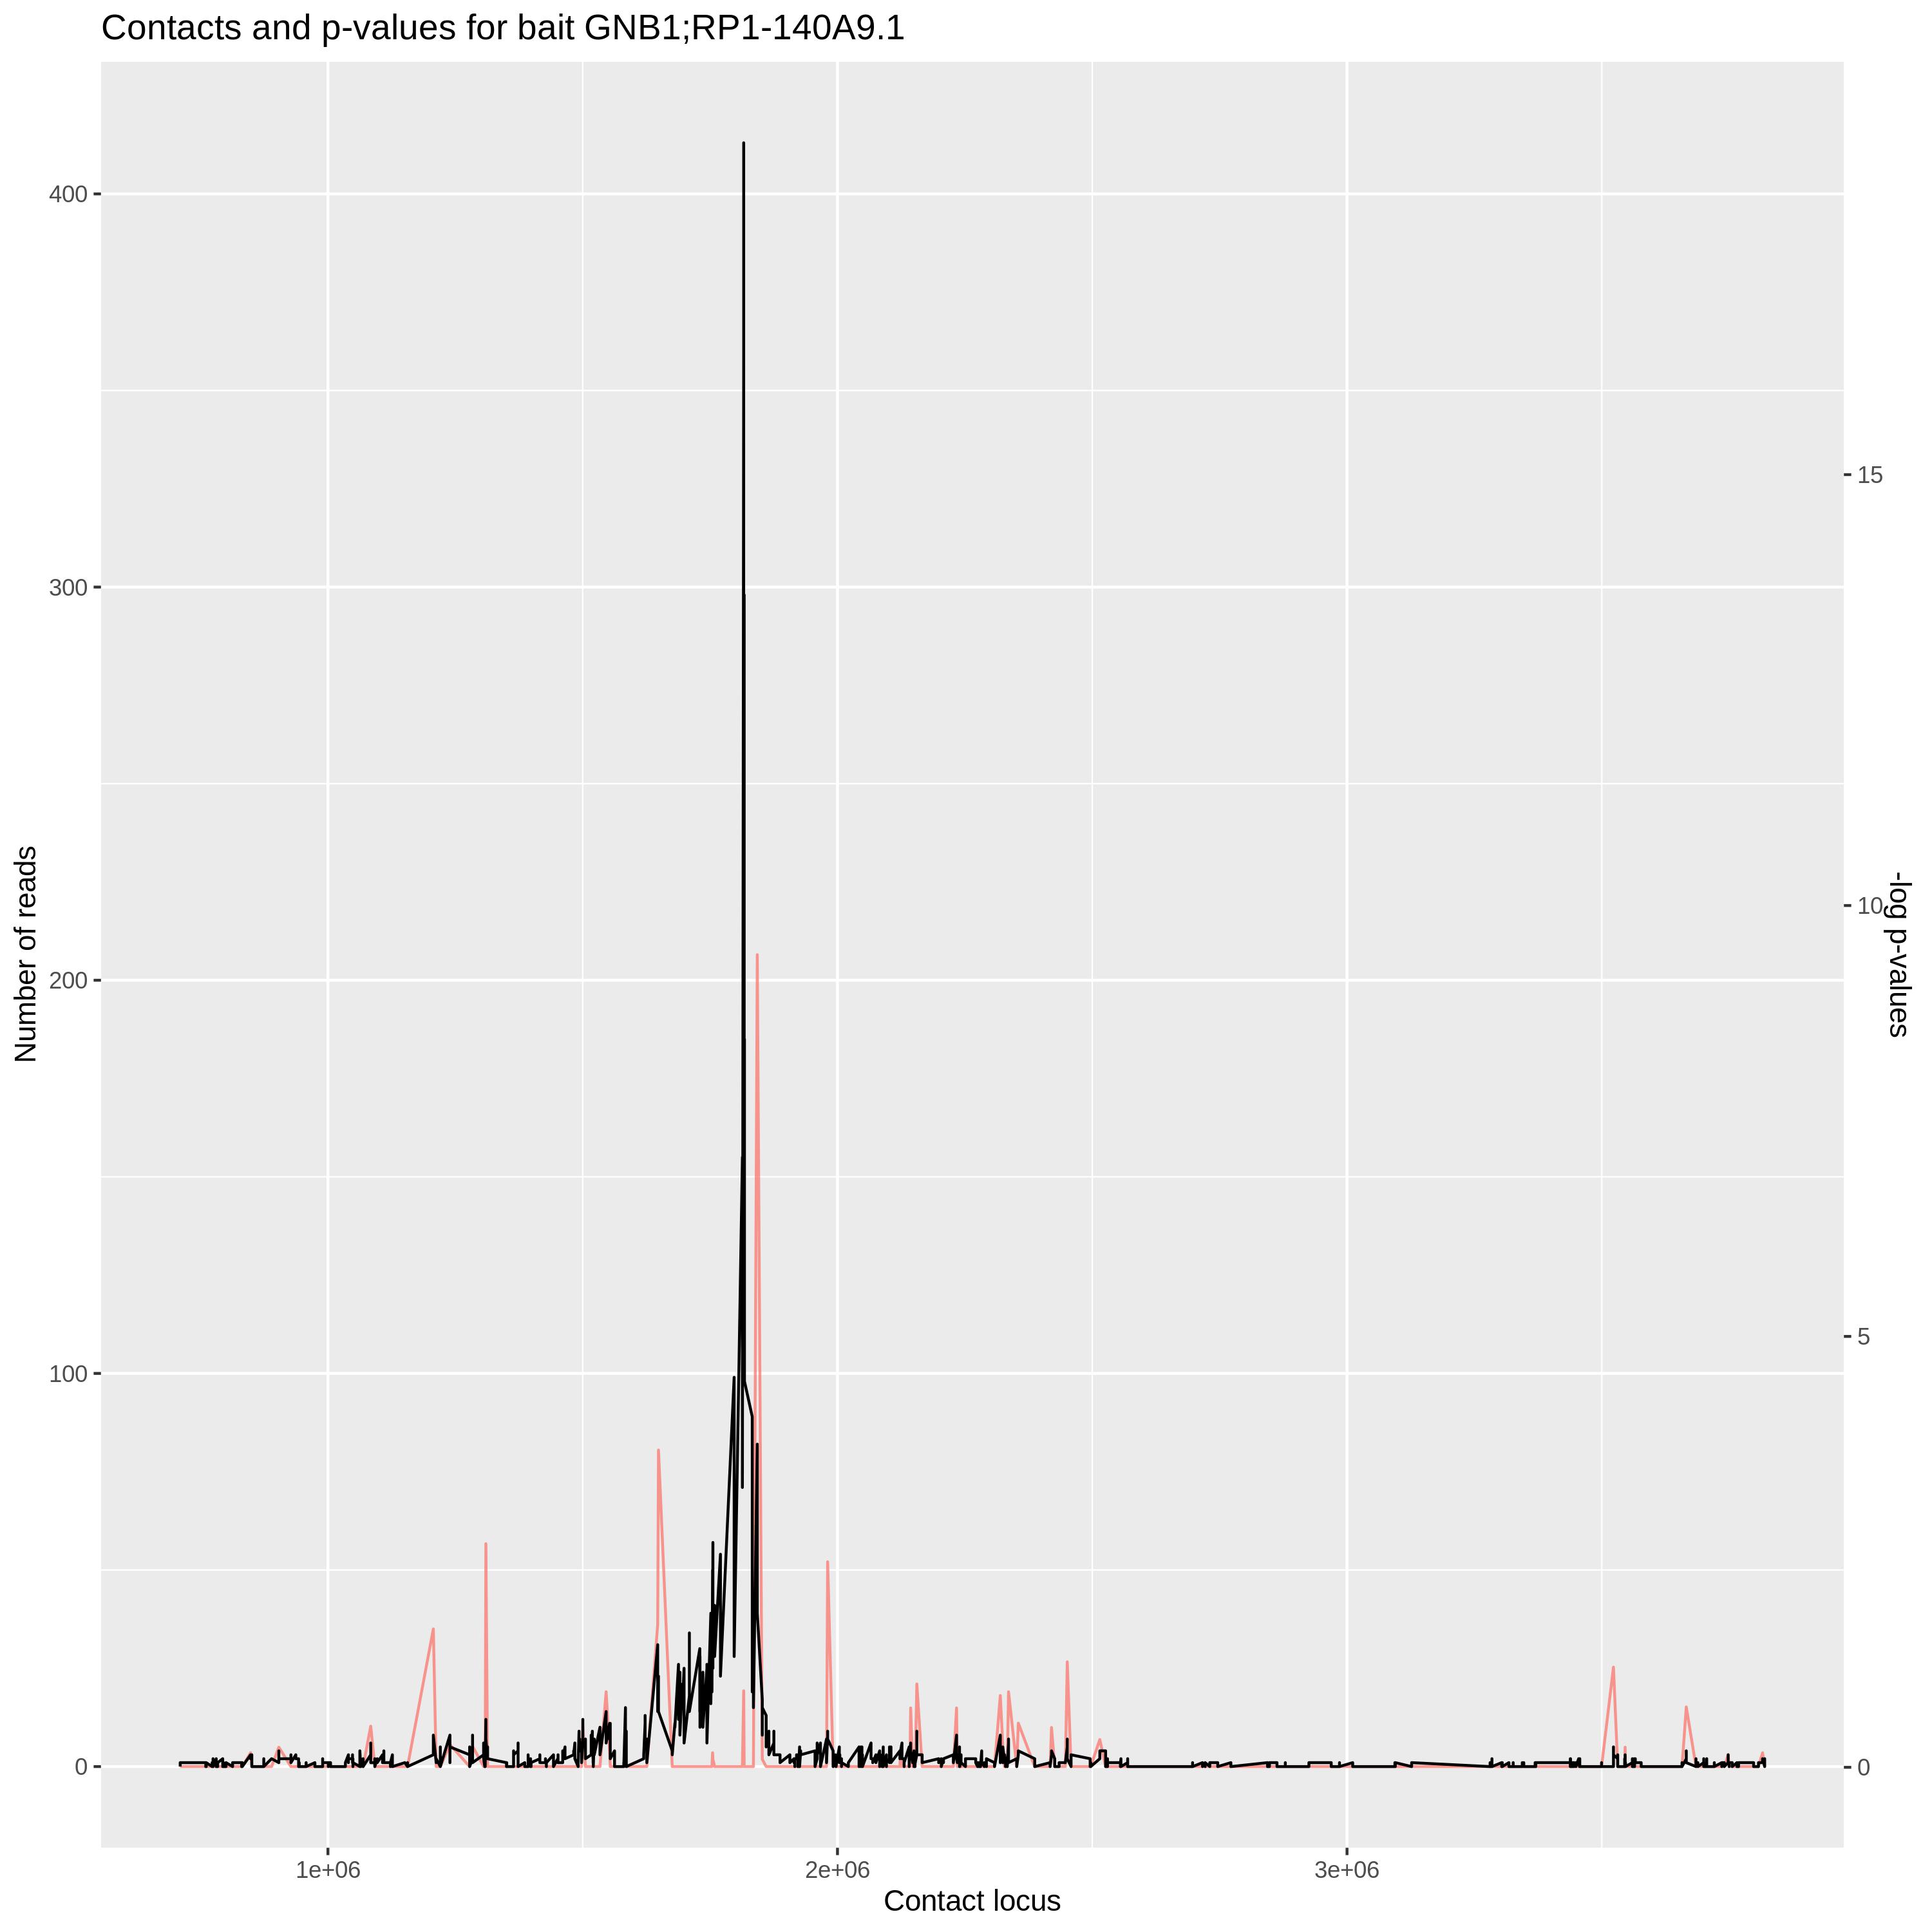 Contacts and p-values for bait GNB1;RP1-140A9.1
400
300
200
100
0
Number of reads
15
10
5
0
-log p-values
1e+06
2e+06
3e+06
Contact locus